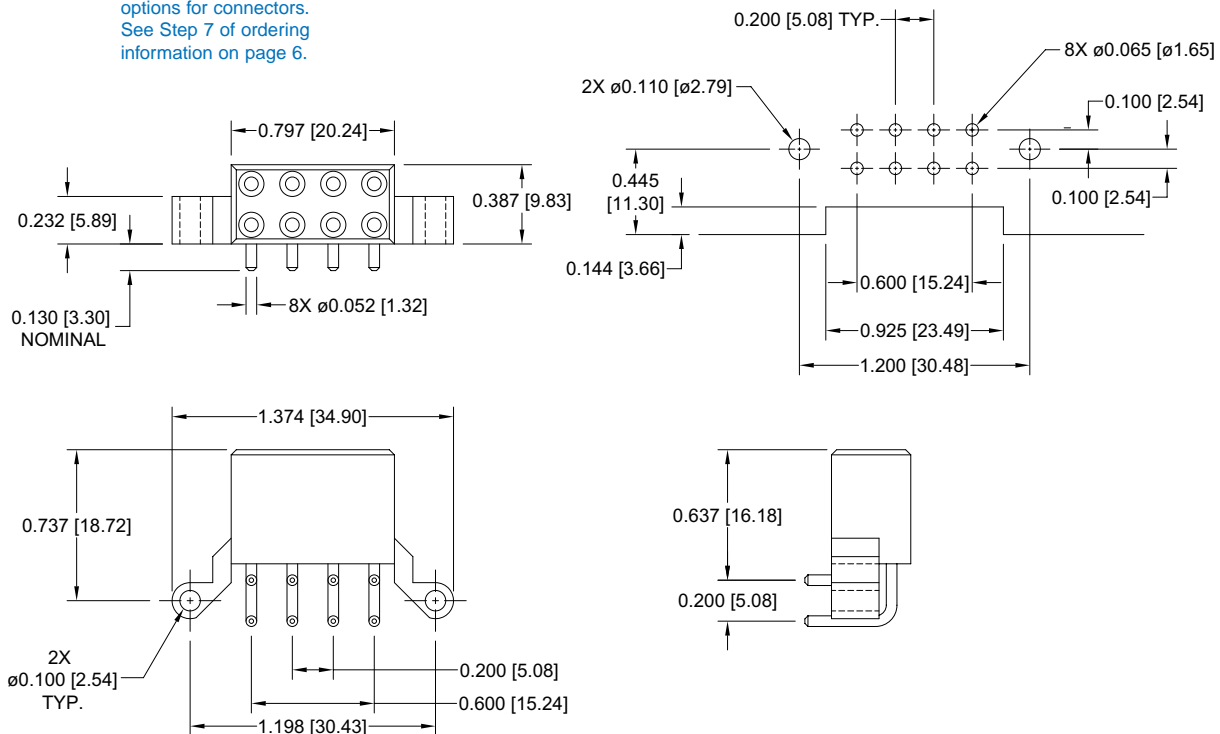 options for connectors.
See Step 7 of ordering
information on page 6.
0.797 [20.24]
0.232 [5.89]
0.387 [9.83]
0.130 [3.30]
NOMINAL
8X ø0.052 [1.32]
0.200 [5.08] TYP.
8X ø0.065 [ø1.65]
2X ø0.110 [ø2.79]
0.100 [2.54]
0.445
[11.30]
0.100 [2.54]
0.144 [3.66]
0.600 [15.24]
0.925 [23.49]
1.200 [30.48]
1.374 [34.90]
0.737 [18.72]
2X
ø0.100 [2.54]
TYP.
0.200 [5.08]
0.600 [15.24]
1.198 [30.43]
0.637 [16.18]
0.200 [5.08]